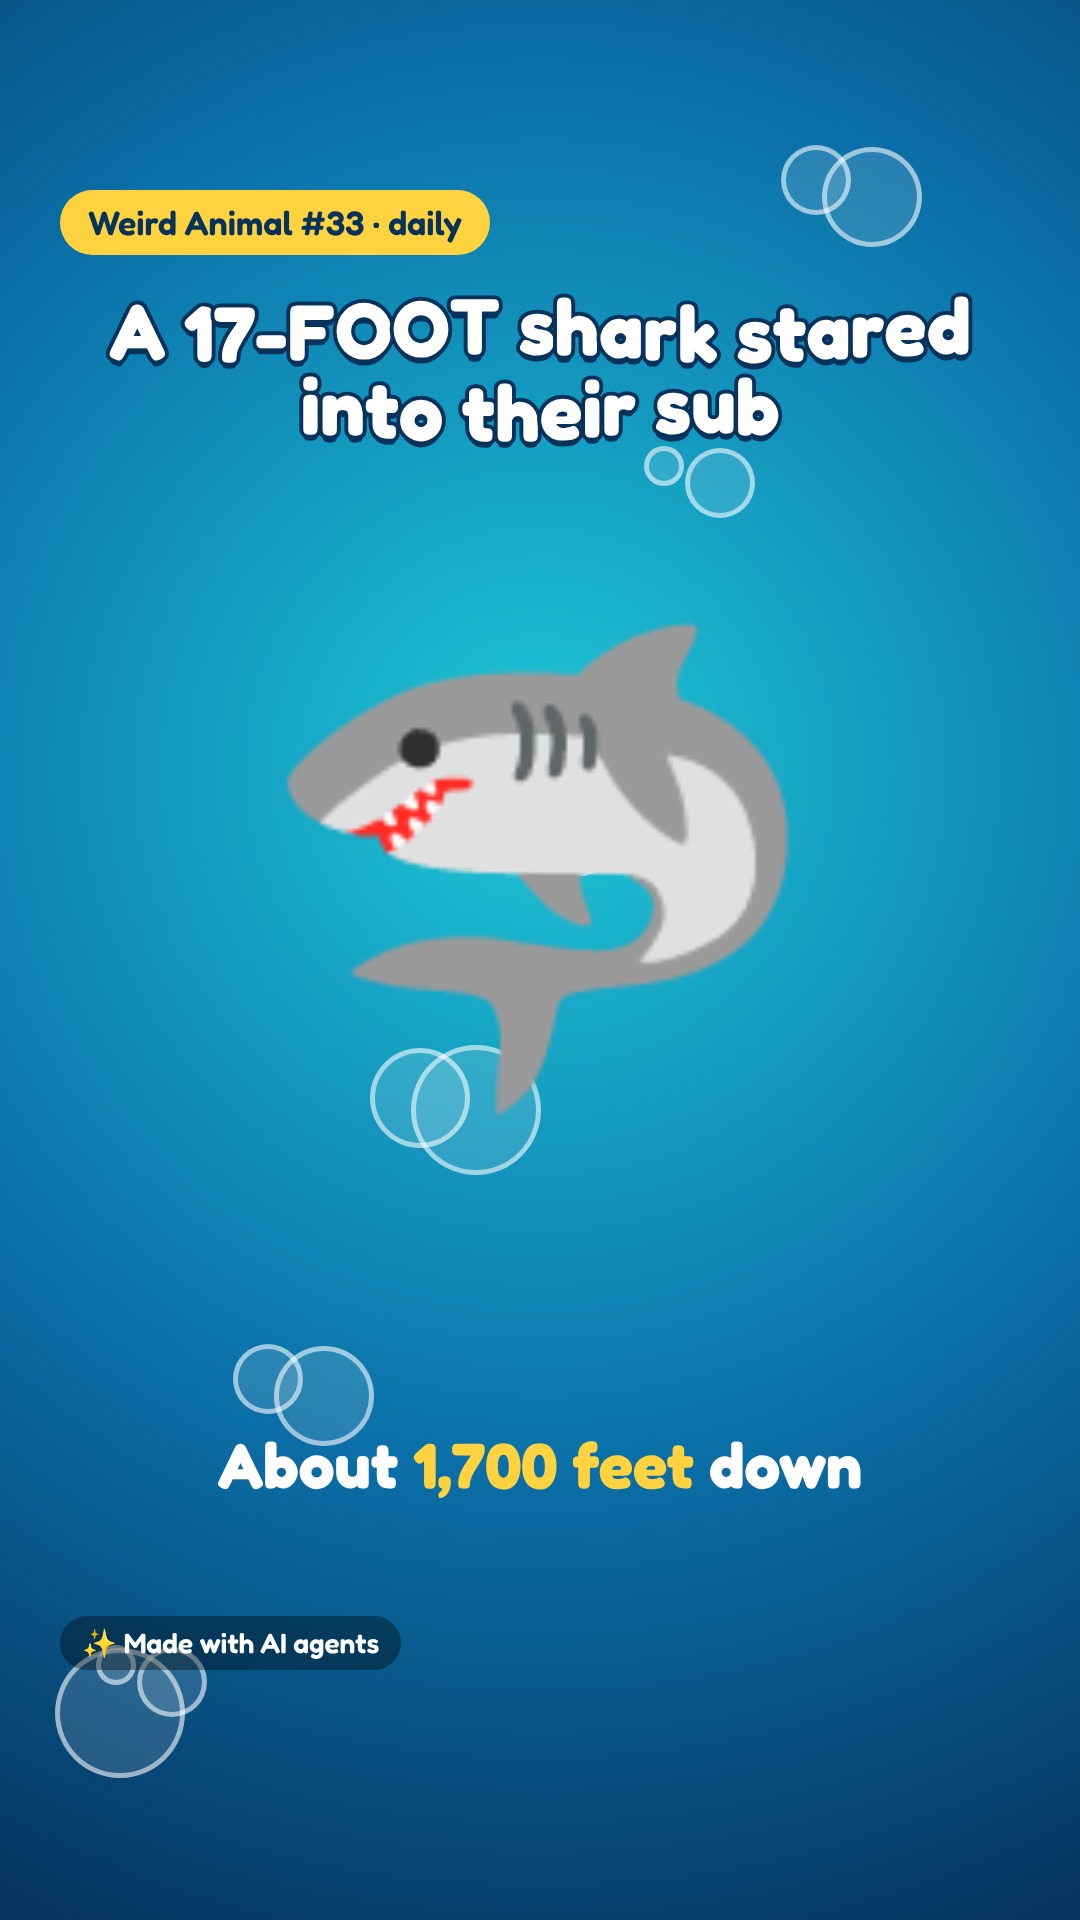 Weird Animal #33 · daily
A 17-FOOT shark stared
into their sub
About 1,700 feet down
✨ Made with AI agents